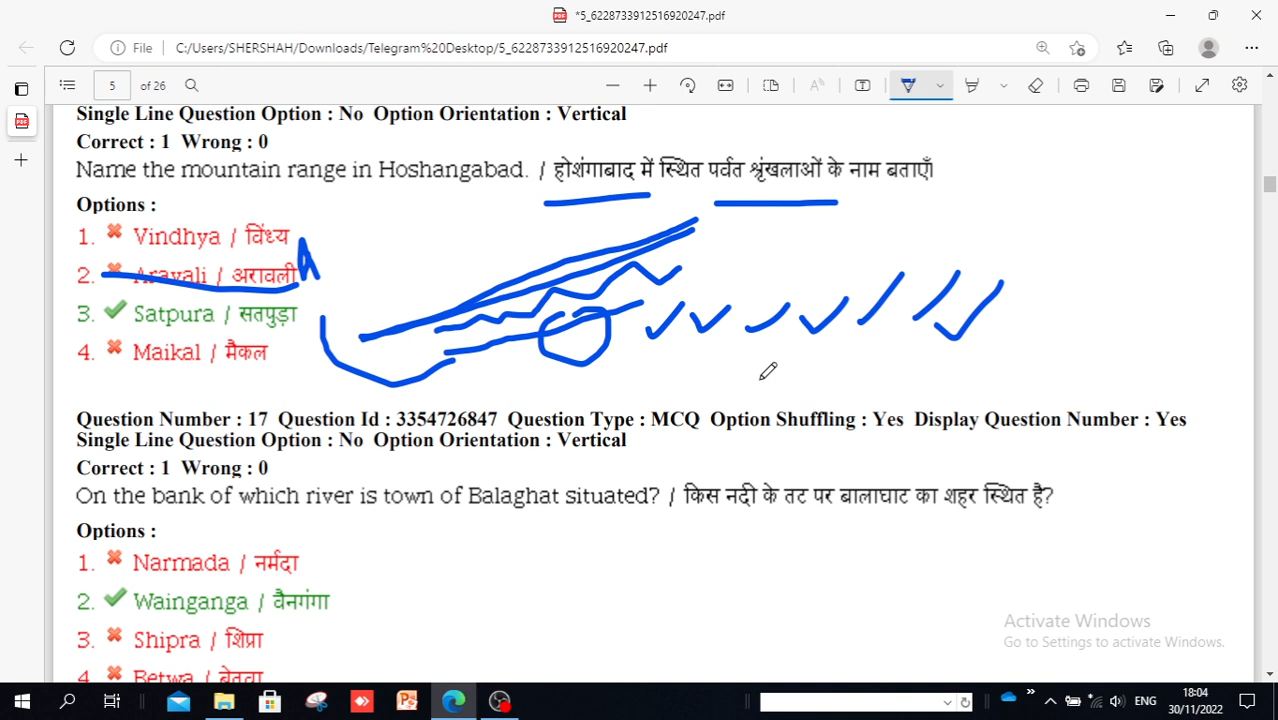 *5_6228733912516920247.pdf
File C:/Users/SHERSHAH/Downloads/Telegram%20Desktop/5_6228733912516920247.pdf
5 of 26
Single Line Question Option : No Option Orientation : Vertical
Correct : 1 Wrong : 0
Name the mountain range in Hoshangabad. / होशंगाबाद में स्थित पर्वत श्रृंखलाओं के नाम बताएँ
Options :
1. Vindhya / विंध्य
2. Aravali / अरावली
3. Satpura / सतपुड़ा
4. Maikal / मैकल
Question Number : 17 Question Id : 3354726847 Question Type : MCQ Option Shuffling : Yes Display Question Number : Yes
Single Line Question Option : No Option Orientation : Vertical
Correct : 1 Wrong : 0
On the bank of which river is town of Balaghat situated? / किस नदी के तट पर बालाघाट का शहर स्थित है?
Options :
1. Narmada / नर्मदा
2. Wainganga / वैनगंगा
3. Shipra / शिप्रा
4. Betwa / बेतवा
Activate Windows
Go to Settings to activate Windows.
ENG
18:04
30/11/2022